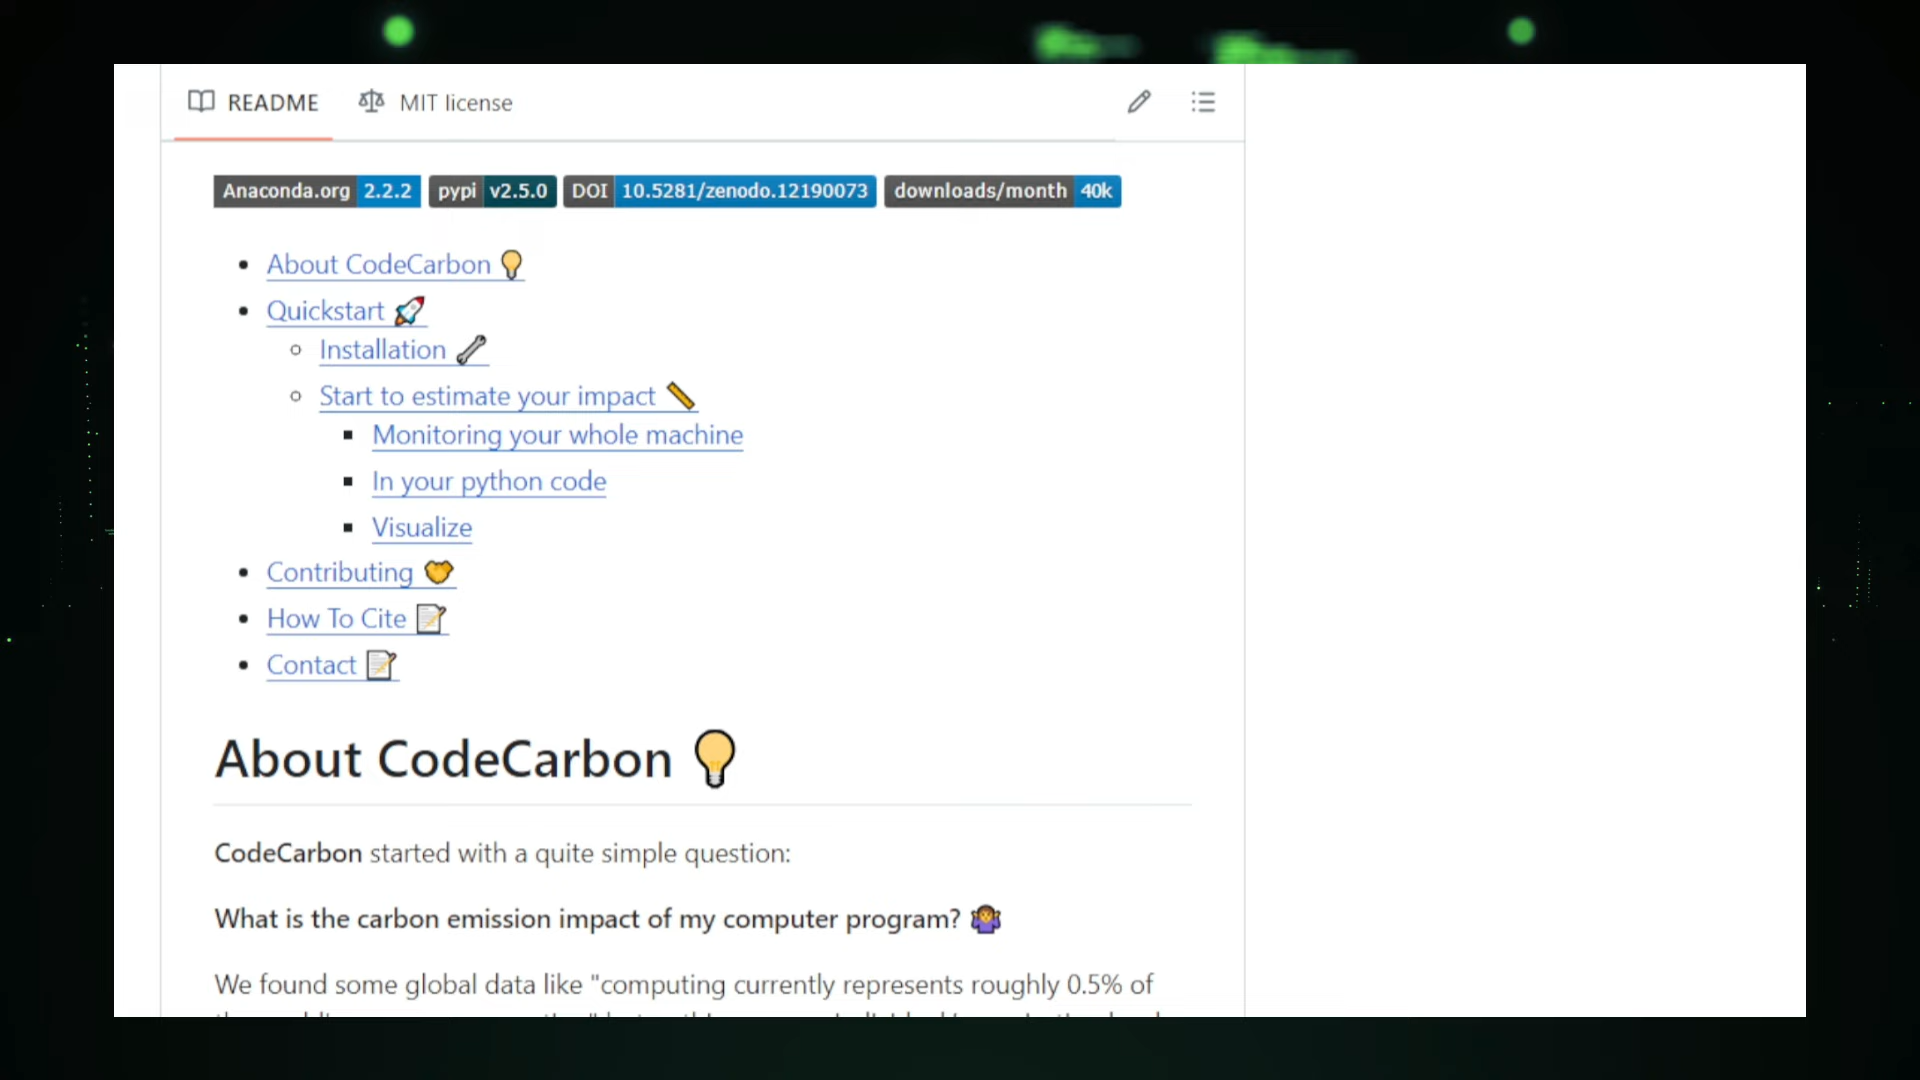 README MIT license
Anaconda.org 2.2.2 pypi v2.5.0 DOI 10.5281/zenodo.12190073 downloads/month 40k
About CodeCarbon 💡
Quickstart 🚀
Installation 🔧
Start to estimate your impact 📏
Monitoring your whole machine
In your python code
Visualize
Contributing 🤝
How To Cite 📝
Contact 📝
About CodeCarbon 💡
CodeCarbon started with a quite simple question:
What is the carbon emission impact of my computer program? 🤷
We found some global data like "computing currently represents roughly 0.5% of